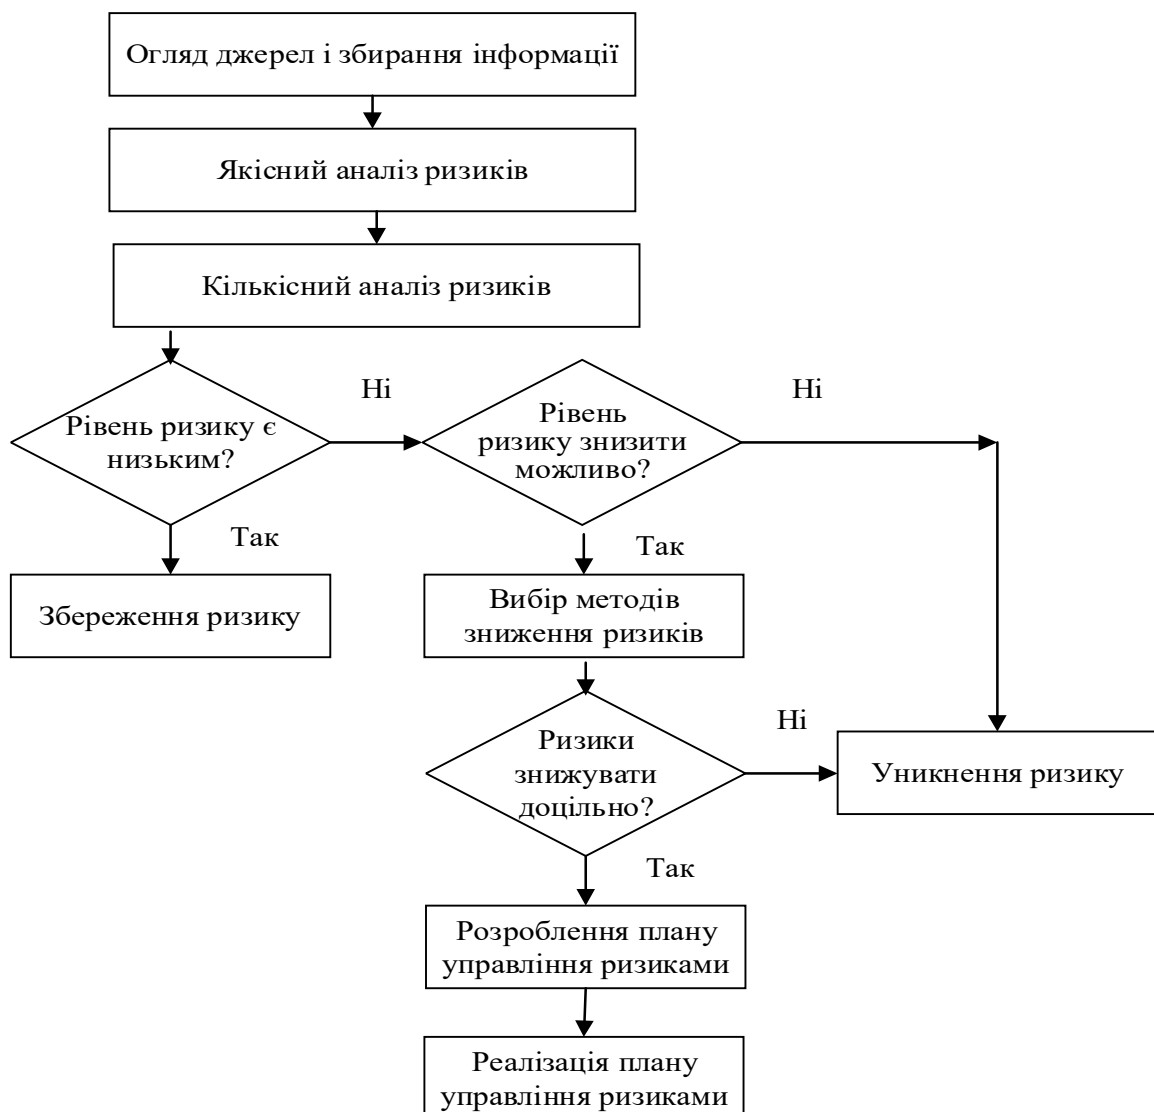 Огляд джерел і збирання інформації
Якісний аналіз ризиків
Кількісний аналіз ризиків
Ні
Ні
Рівень ризику є
низьким?
Рівень
ризику знизити
можливо?
Так
Так
Збереження ризику
Вибір методів
зниження ризиків
Ні
Ризики
знижувати
доцільно?
Уникнення ризику
Так
Розроблення плану
управління ризиками
Реалізація плану
управління ризиками